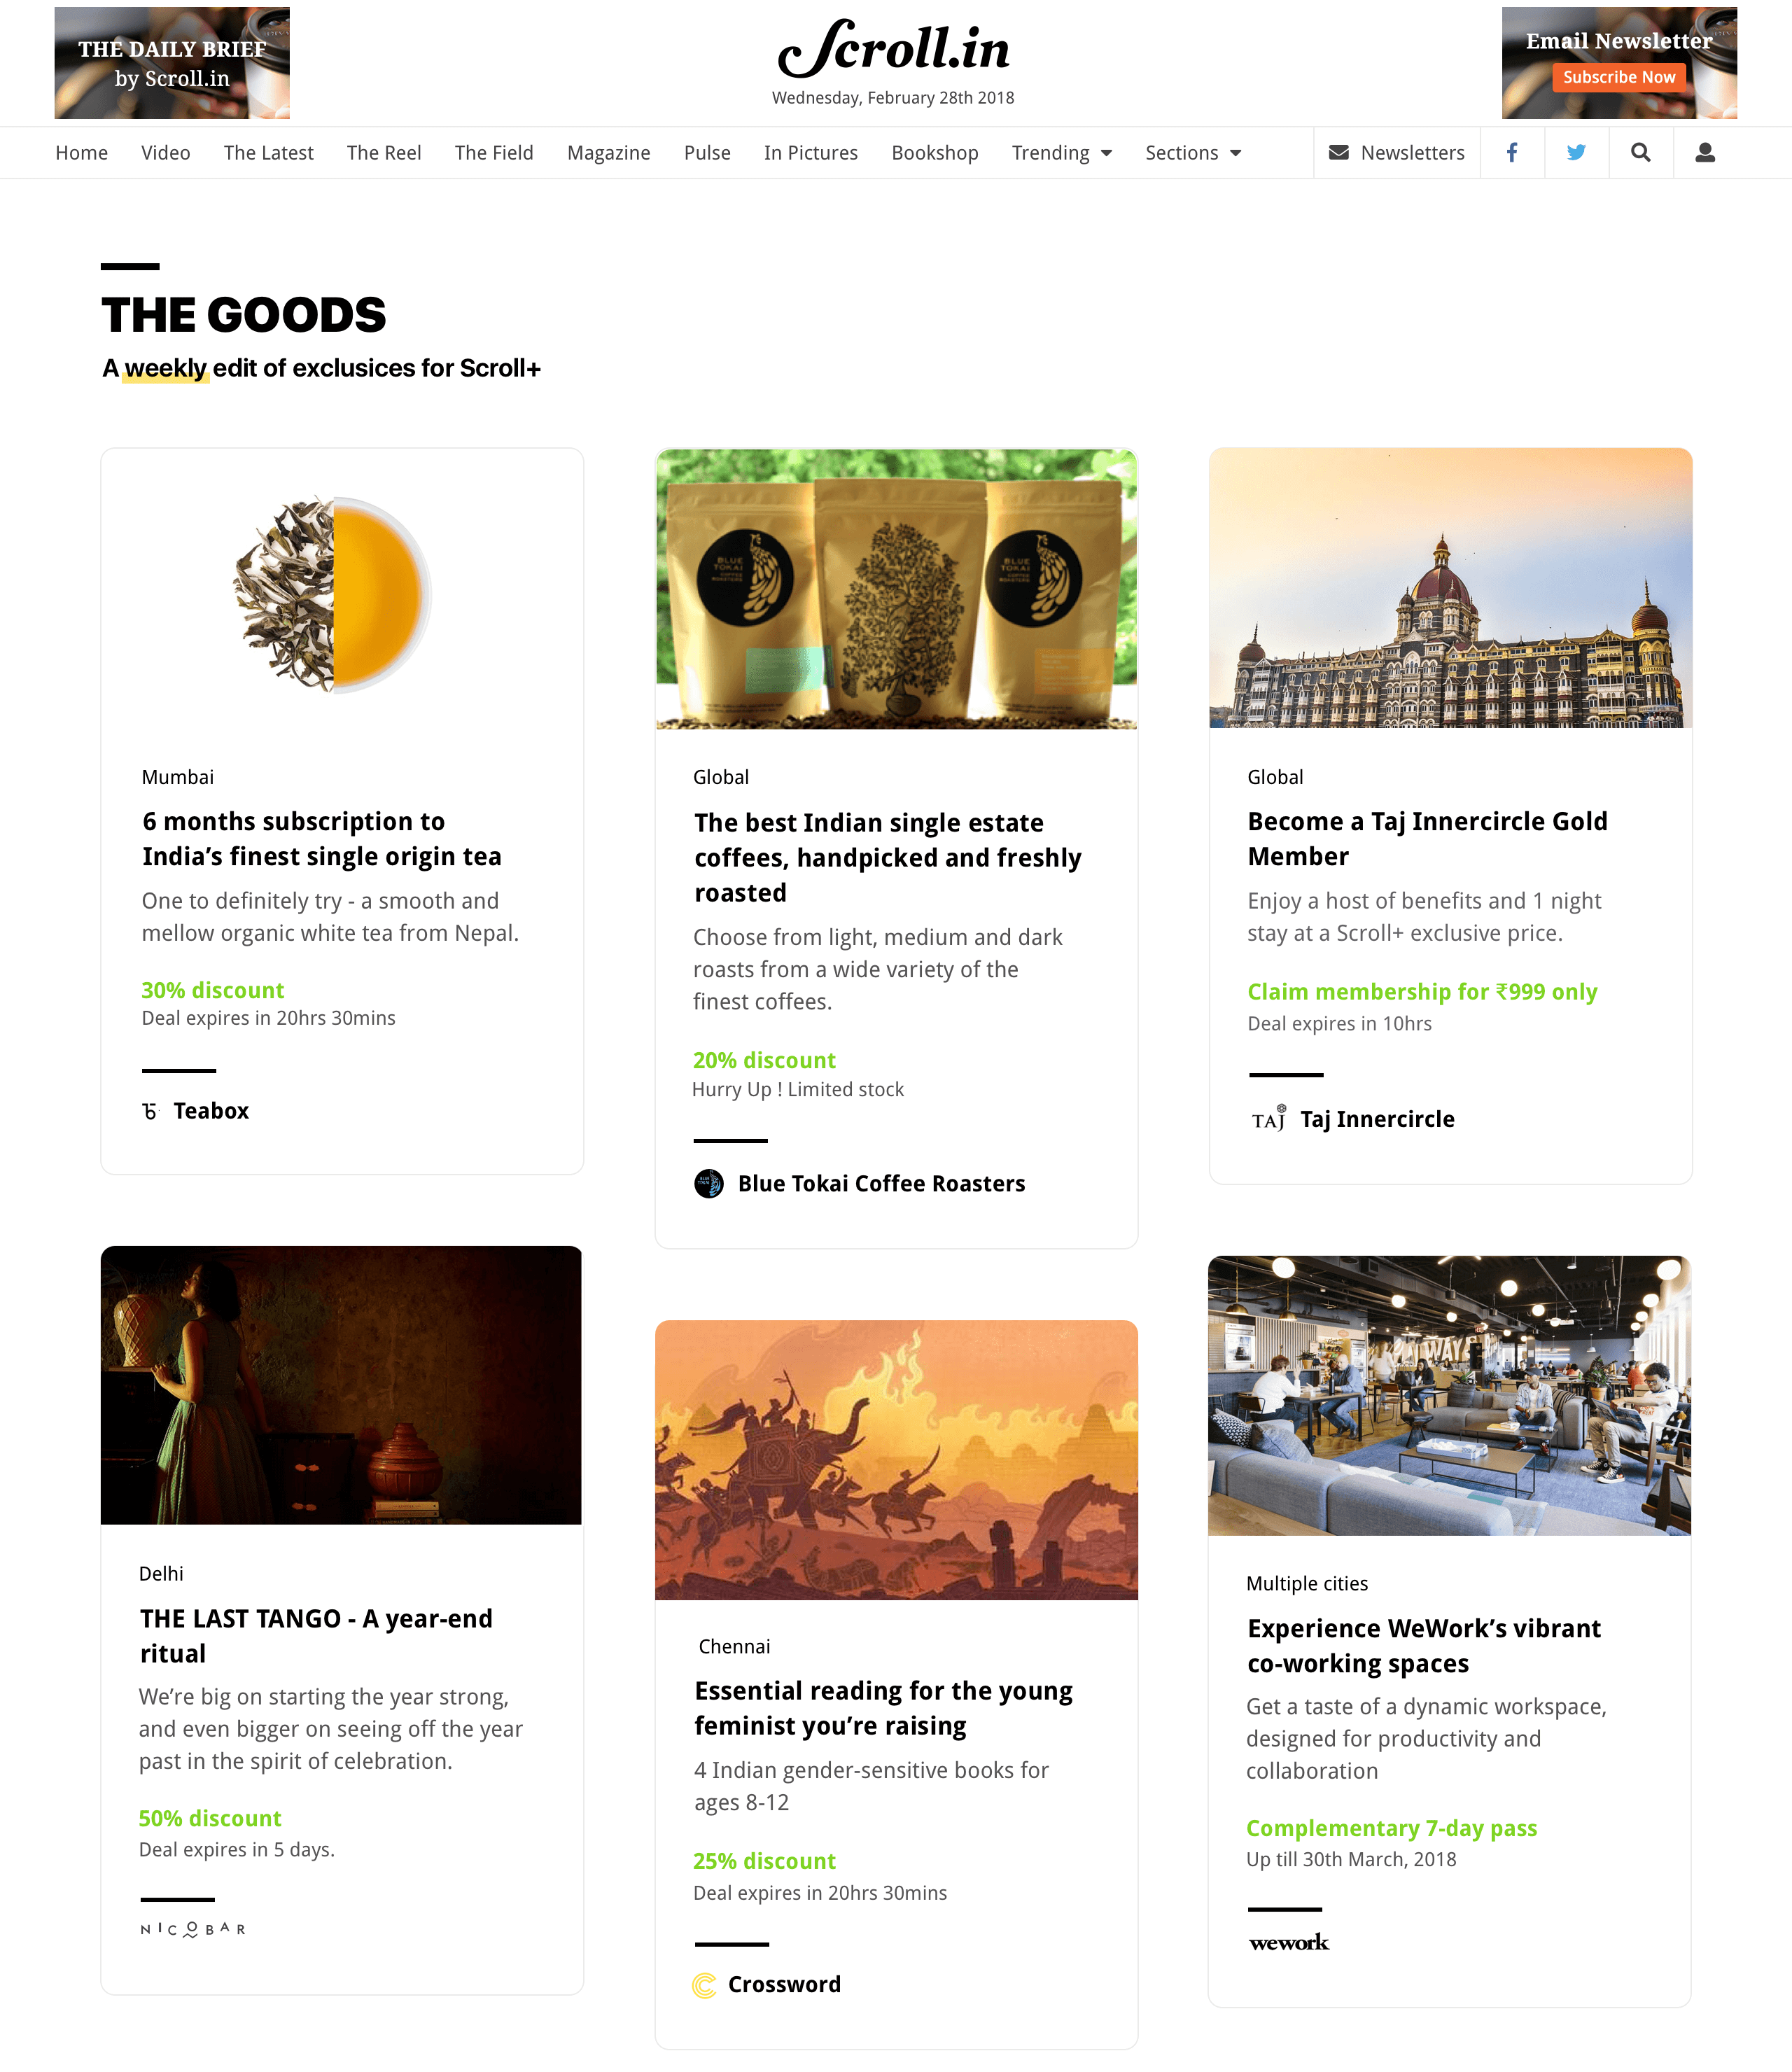 THE DAILY BRIEF
by Scroll.in
Scroll.in
Wednesday, February 28th 2018
Email Newsletter
Subscribe Now
Home Video The Latest The Reel The Field Magazine Pulse In Pictures Bookshop Trending Sections Newsletters
THE GOODS
A weekly edit of exclusices for Scroll+
Mumbai
6 months subscription to
India’s finest single origin tea
One to definitely try - a smooth and
mellow organic white tea from Nepal.
30% discount
Deal expires in 20hrs 30mins
Teabox
BLUE
TOKAI
COFFEE
ROASTERS
BLUE
TOKAI
COFFEE
ROASTERS
Global
The best Indian single estate
coffees, handpicked and freshly
roasted
Choose from light, medium and dark
roasts from a wide variety of the
finest coffees.
20% discount
Hurry Up ! Limited stock
Blue Tokai Coffee Roasters
Global
Become a Taj Innercircle Gold
Member
Enjoy a host of benefits and 1 night
stay at a Scroll+ exclusive price.
Claim membership for ₹999 only
Deal expires in 10hrs
TAJ Taj Innercircle
Delhi
THE LAST TANGO - A year-end
ritual
We’re big on starting the year strong,
and even bigger on seeing off the year
past in the spirit of celebration.
50% discount
Deal expires in 5 days.
NICOBAR
Chennai
Essential reading for the young
feminist you’re raising
4 Indian gender-sensitive books for
ages 8-12
25% discount
Deal expires in 20hrs 30mins
Crossword
Multiple cities
Experience WeWork’s vibrant
co-working spaces
Get a taste of a dynamic workspace,
designed for productivity and
collaboration
Complementary 7-day pass
Up till 30th March, 2018
wework